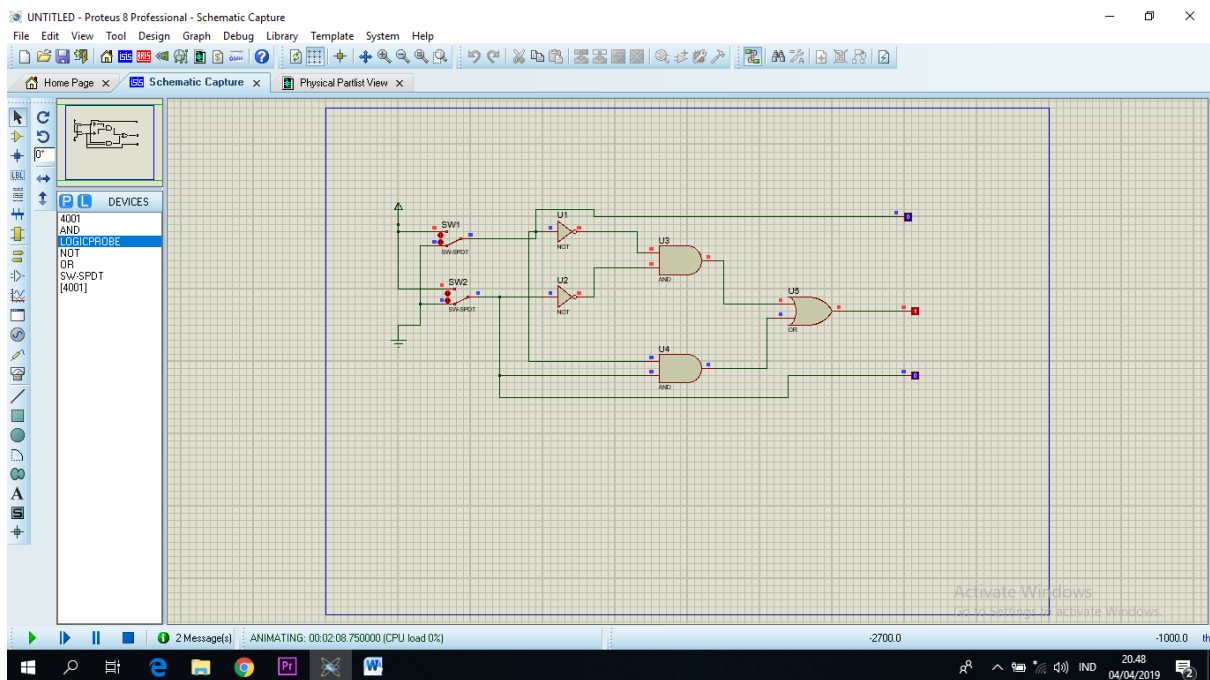 UNTITLED - Proteus 8 Professional - Schematic Capture
File Edit View Tool Design Graph Debug Library Template System Help
Home Page X Schematic Capture X Physical Partlist View X
0°
P L DEVICES
4001
AND
LOGICPROBE
NOT
OR
SW-SPDT
[4001]
SW1
SW-SPDT
U1
NOT
0
U3
AND
SW2
SW-SPDT
U2
NOT
U5
OR
1
U4
AND
0
Activate Windows
Go to Settings to activate Windows.
2 Message(s) ANIMATING: 00:02:08.750000 (CPU load 0%) -2700.0 -1000.0 th
IND
20.48
04/04/2019
2